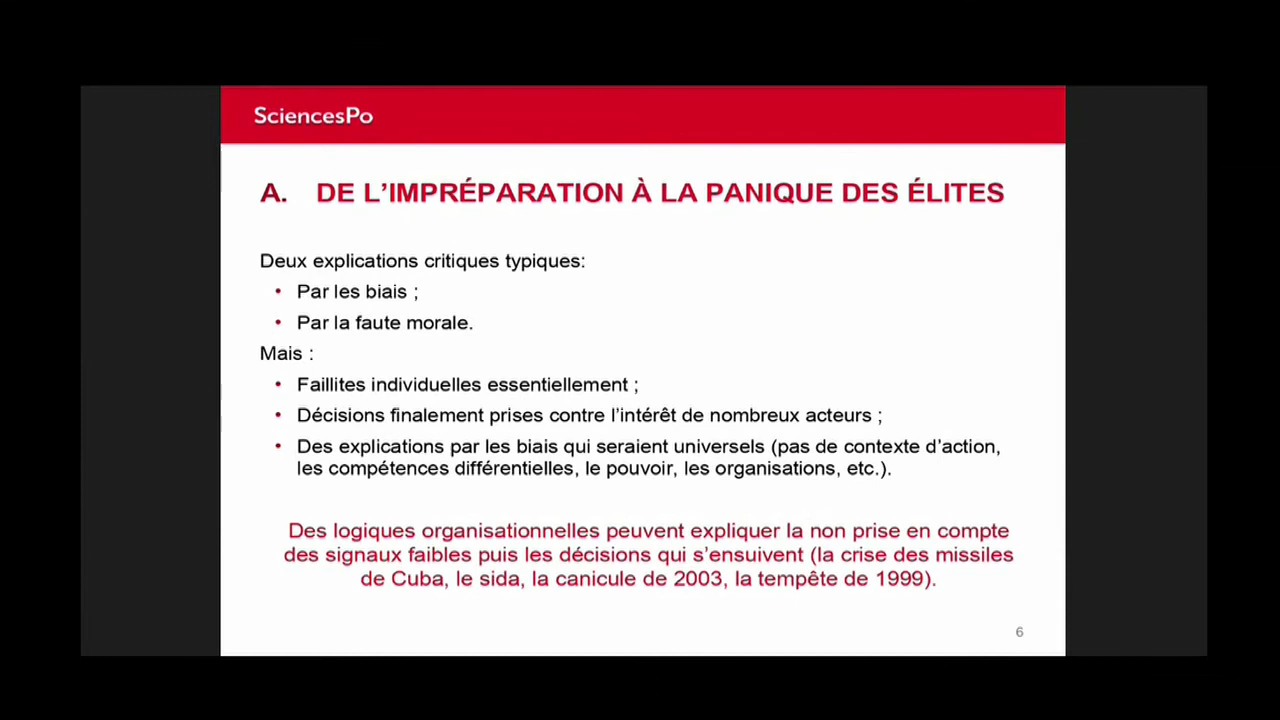 SciencesPo
A. DE L'IMPRÉPARATION À LA PANIQUE DES ÉLITES
Deux explications critiques typiques:
• Par les biais ;
• Par la faute morale.
Mais :
• Faillites individuelles essentiellement ;
• Décisions finalement prises contre l'intérêt de nombreux acteurs ;
• Des explications par les biais qui seraient universels (pas de contexte d'action,
les compétences différentielles, le pouvoir, les organisations, etc.).
Des logiques organisationnelles peuvent expliquer la non prise en compte
des signaux faibles puis les décisions qui s'ensuivent (la crise des missiles
de Cuba, le sida, la canicule de 2003, la tempête de 1999).
6